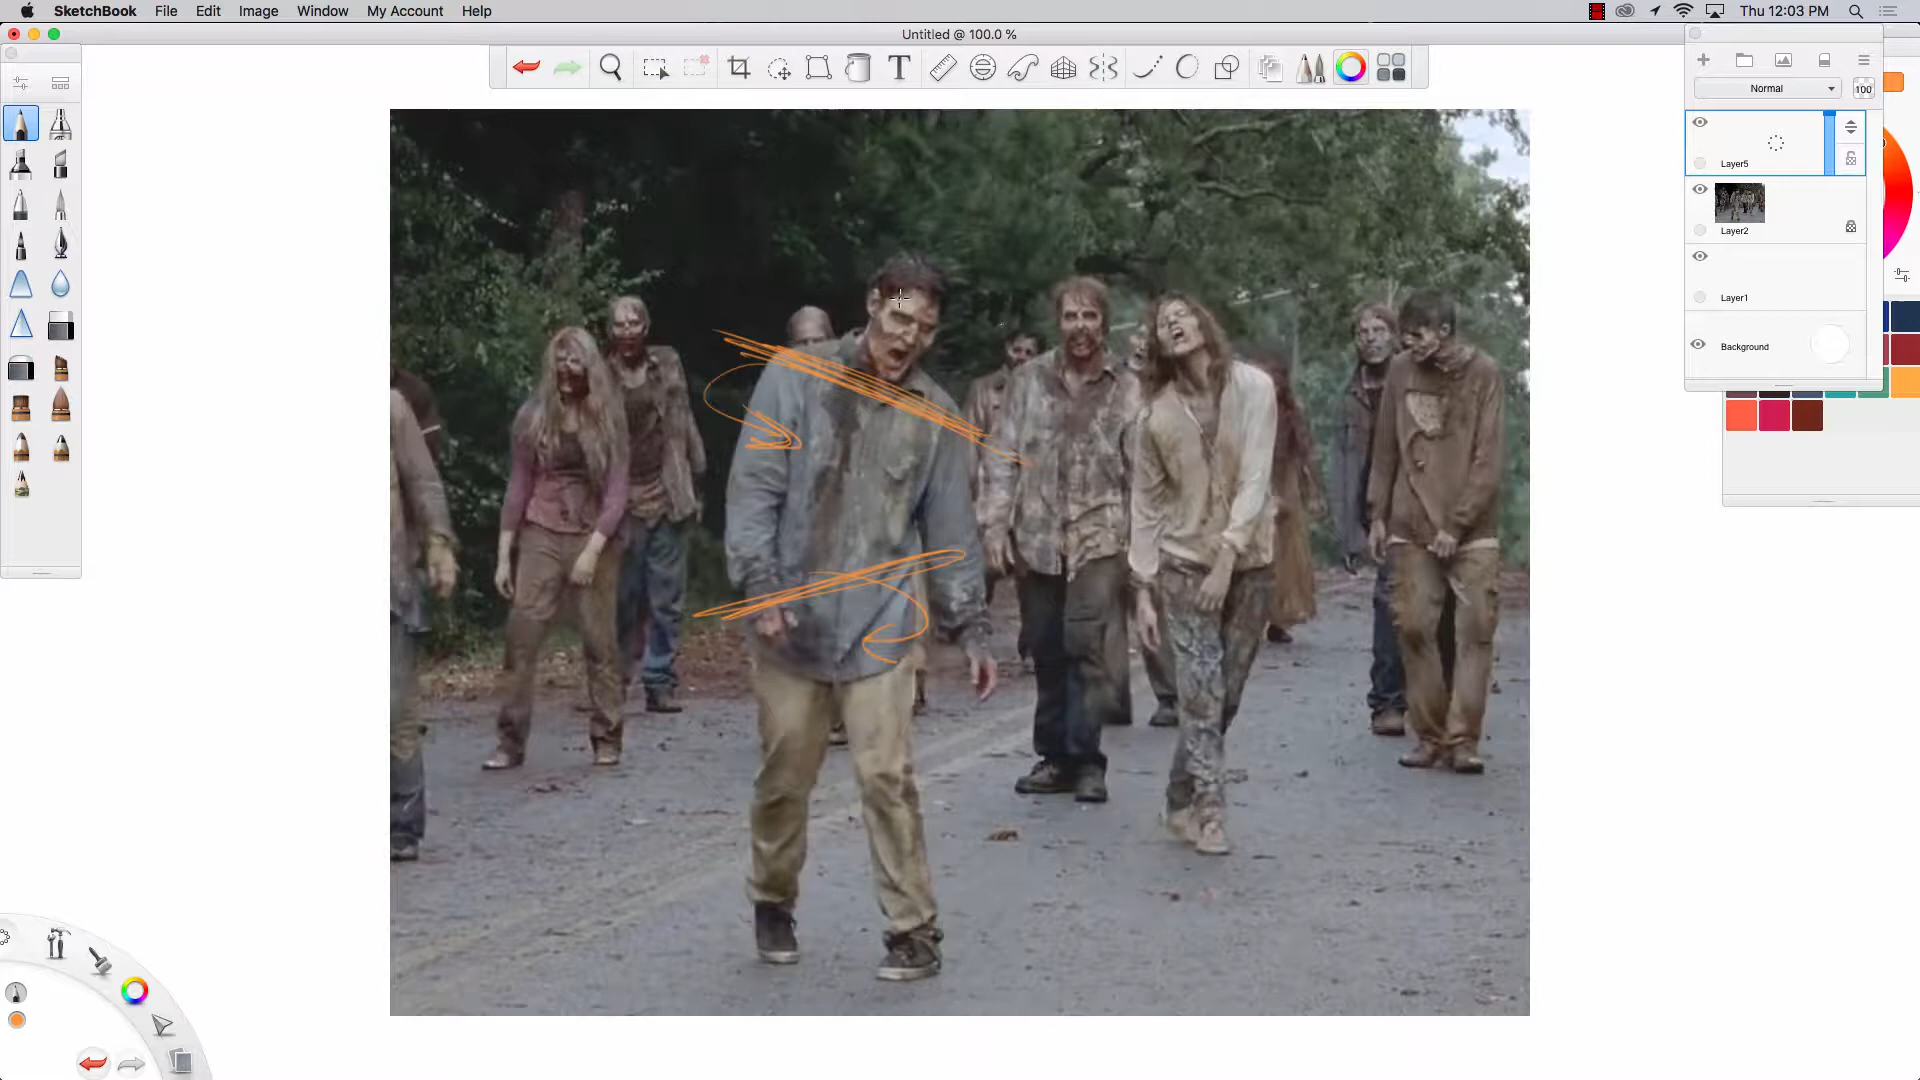 SketchBook File Edit Image Window My Account Help
Thu 12:03 PM
Untitled @ 100.0 %
T
Normal
100
Layer5
Layer2
Layer1
Background